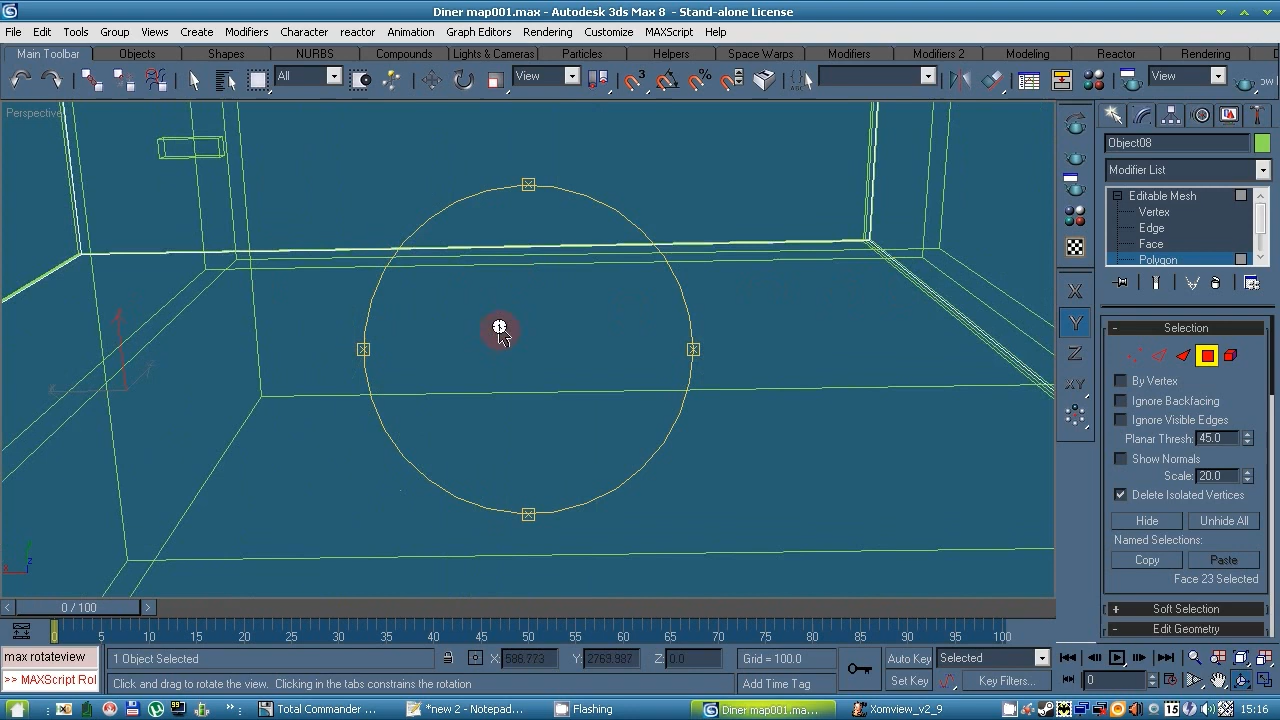 Diner map001.max - Autodesk 3ds Max 8 - Stand-alone License
File Edit Tools Group Views Create Modifiers Character reactor Animation Graph Editors Rendering Customize MAXScript Help
Main Toolbar Objects Shapes NURBS Compounds Lights & Cameras Particles Helpers Space Warps Modifiers Modifiers 2 Modeling Reactor Rendering
All View View
Perspective
Object08
Modifier List
Editable Mesh
Vertex
Edge
Face
Polygon
X
Y
Z
XY
- Selection
By Vertex
Ignore Backfacing
Ignore Visible Edges
Planar Thresh: 45.0
Show Normals
Scale: 20.0
Delete Isolated Vertices
Hide Unhide All
Named Selections:
Copy Paste
Face 23 Selected
+ Soft Selection
- Edit Geometry
< 0 / 100 >
0 5 10 15 20 25 30 35 40 45 50 55 60 65 70 75 80 85 90 95 100
max rotateview 1 Object Selected X: 586.773 Y: 2769.987 Z: 0.0 Grid = 100.0 Auto Key Selected
>> MAXScript Rol Click and drag to rotate the view. Clicking in the tabs constrains the rotation Add Time Tag Set Key Key Filters... 0
Total Commander ... *new 2 - Notepad... Flashing Diner map001.ma... Xomview_v2_9 15:16